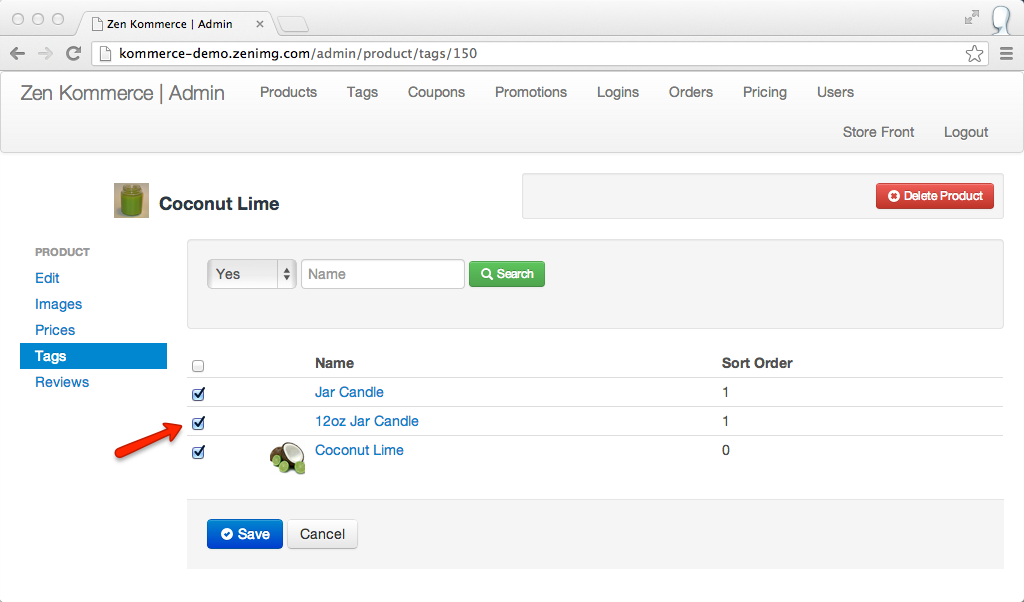 Zen Kommerce | Admin
kommerce-demo.zenimg.com/admin/product/tags/150
Zen Kommerce | Admin Products Tags Coupons Promotions Logins Orders Pricing Users
Store Front Logout
Coconut Lime
Delete Product
PRODUCT
Edit
Images
Prices
Tags
Reviews
Yes Name Search
Name Sort Order
Jar Candle 1
12oz Jar Candle 1
Coconut Lime 0
Save Cancel